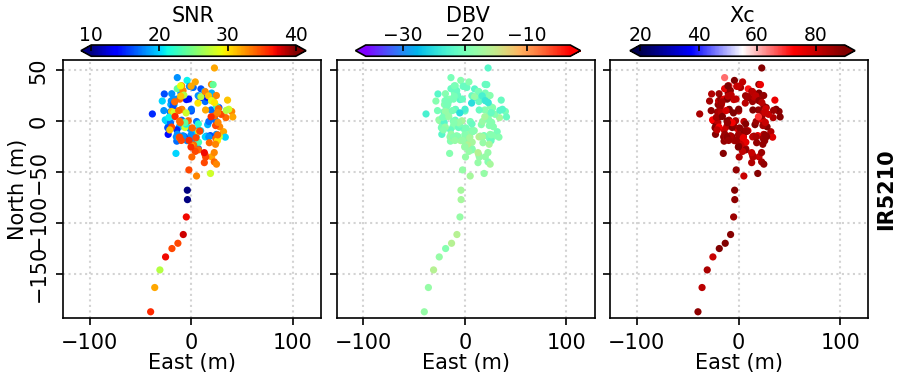 SNR DBV Xc
10 20 30 40 −30 −20 −10 20 40 60 80
50
0
−50
−100
−150
North (m)
IR5210
−100 0 100 −100 0 100 −100 0 100
East (m) East (m) East (m)